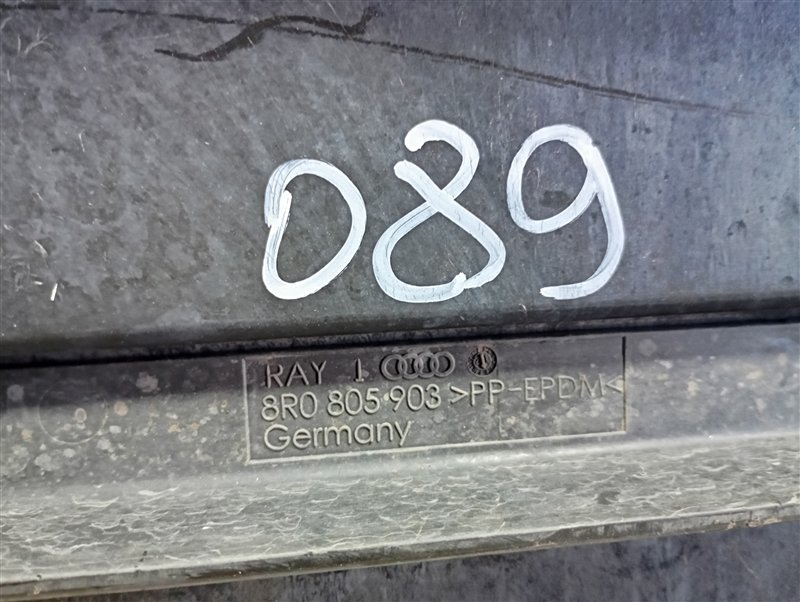 089
RAY 1
8R0 805 903 >PP-EPDM<
Germany